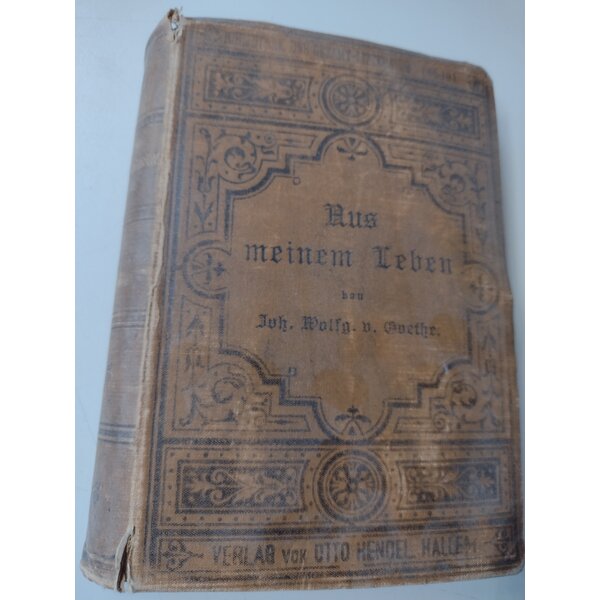 Aus
meinem Leben
von
Joh. Wolfg. v. Goethe.
VERLAG VON OTTO HENDEL, HALLE